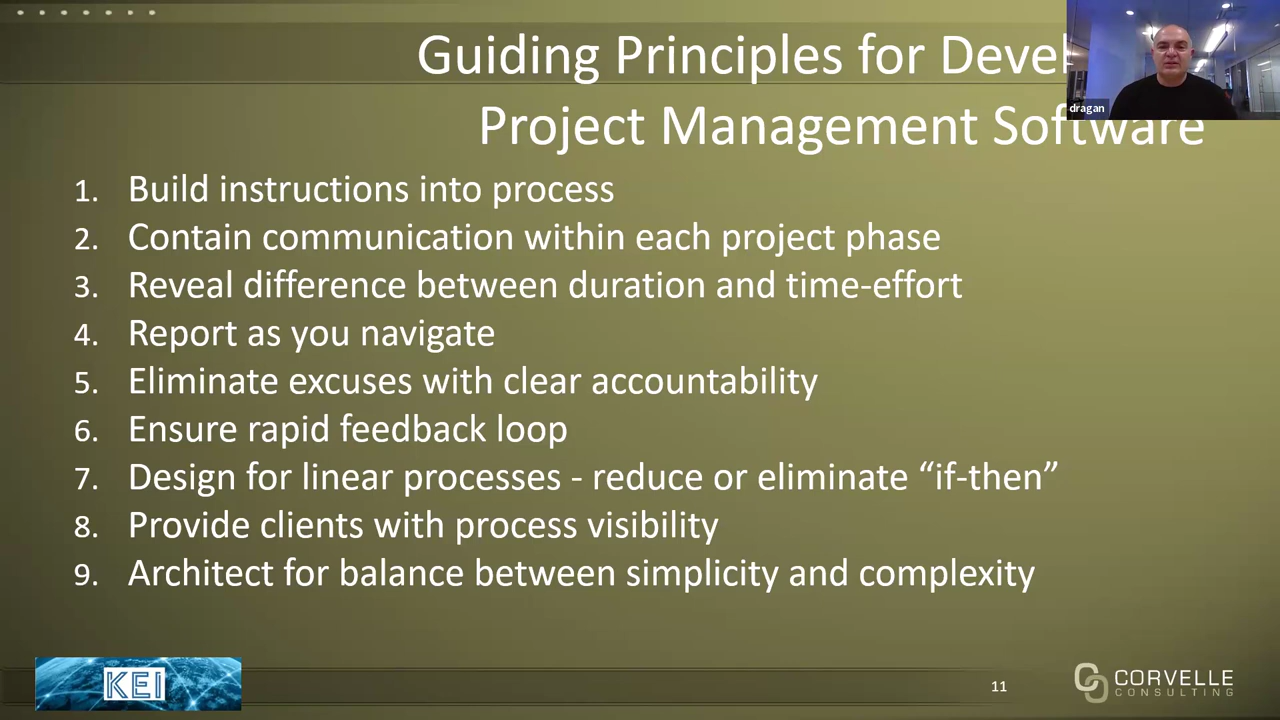 Guiding Principles for Devel
Project Management Software
dragan
1. Build instructions into process
2. Contain communication within each project phase
3. Reveal difference between duration and time-effort
4. Report as you navigate
5. Eliminate excuses with clear accountability
6. Ensure rapid feedback loop
7. Design for linear processes - reduce or eliminate “if-then”
8. Provide clients with process visibility
9. Architect for balance between simplicity and complexity
KEI
11
CORVELLE
CONSULTING